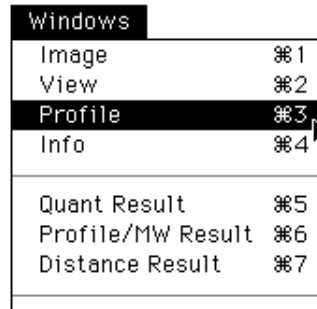 Windows
Image ⌘1
View ⌘2
Profile ⌘3
Info ⌘4
Quant Result ⌘5
Profile/MW Result ⌘6
Distance Result ⌘7